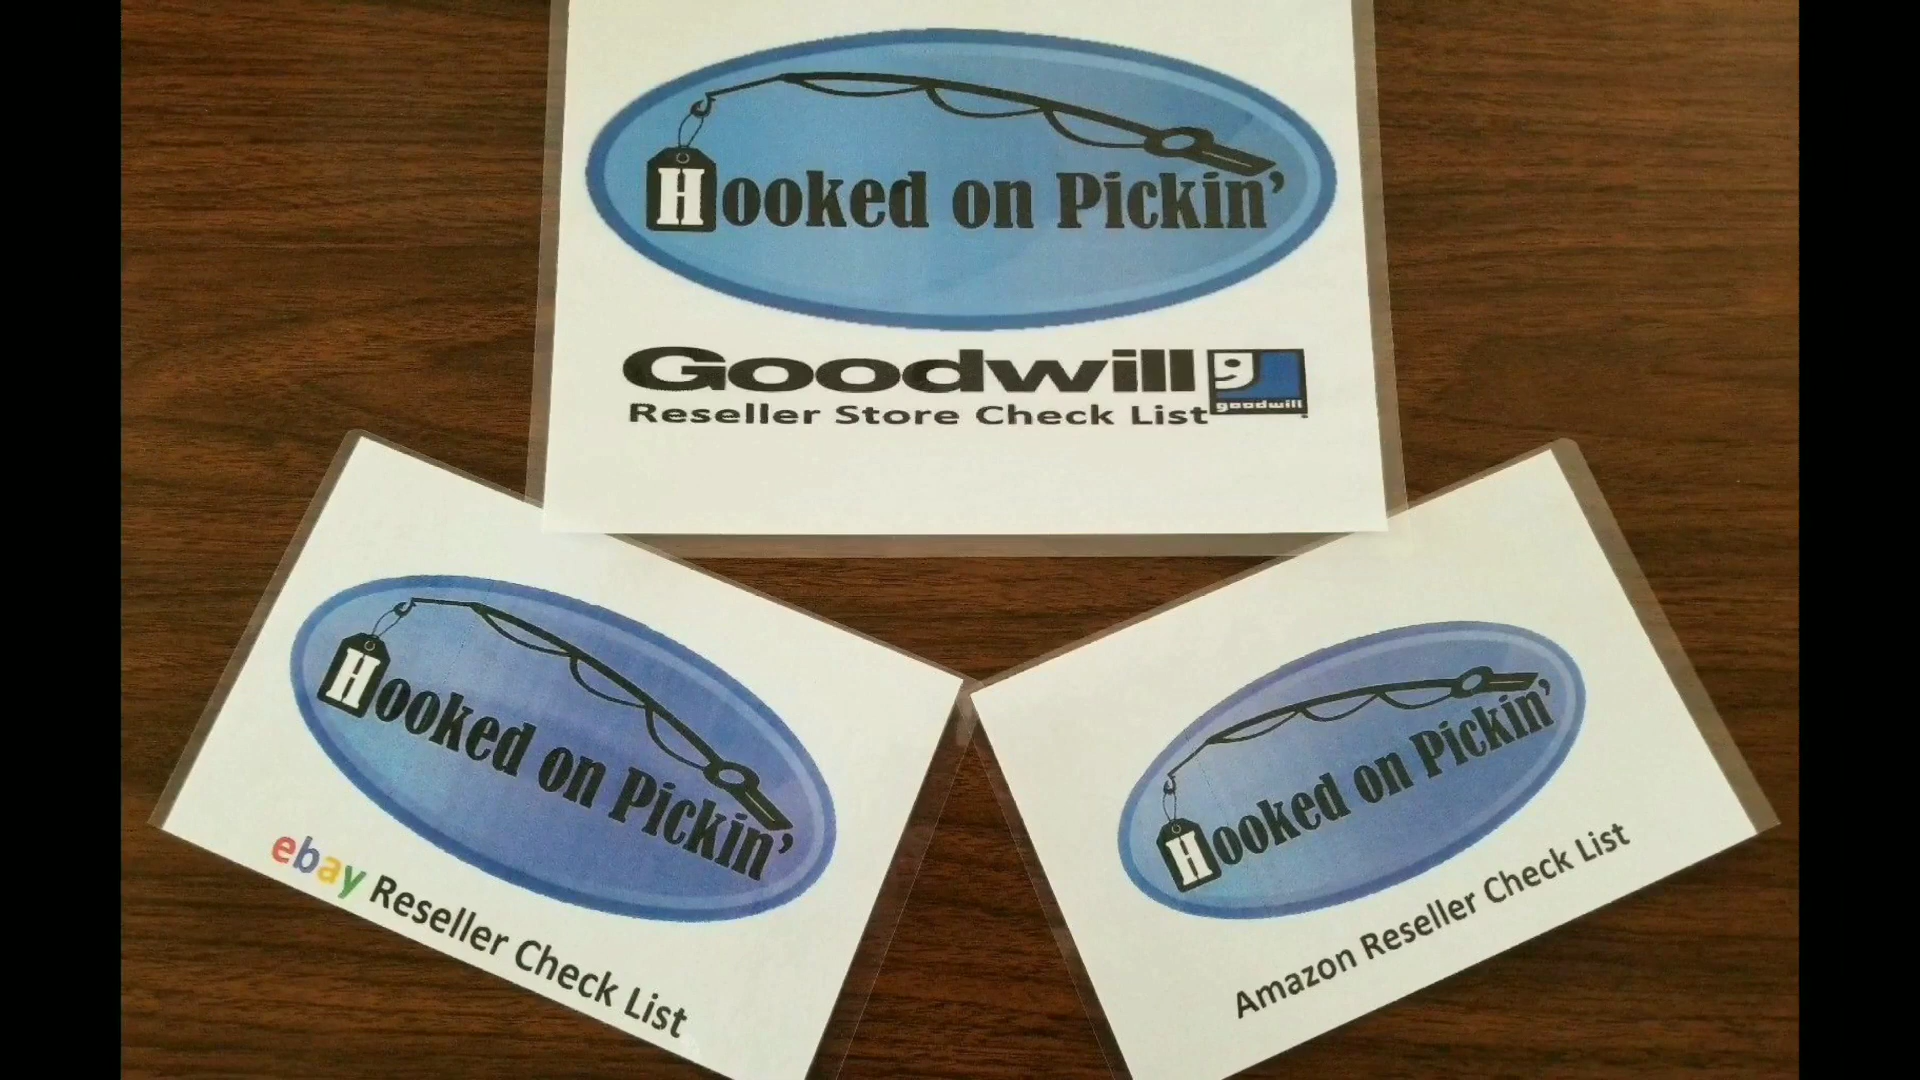 Hooked on Pickin'
Goodwill
goodwill
Reseller Store Check List
Hooked on Pickin'
ebay Reseller Check List
Hooked on Pickin'
Amazon Reseller Check List